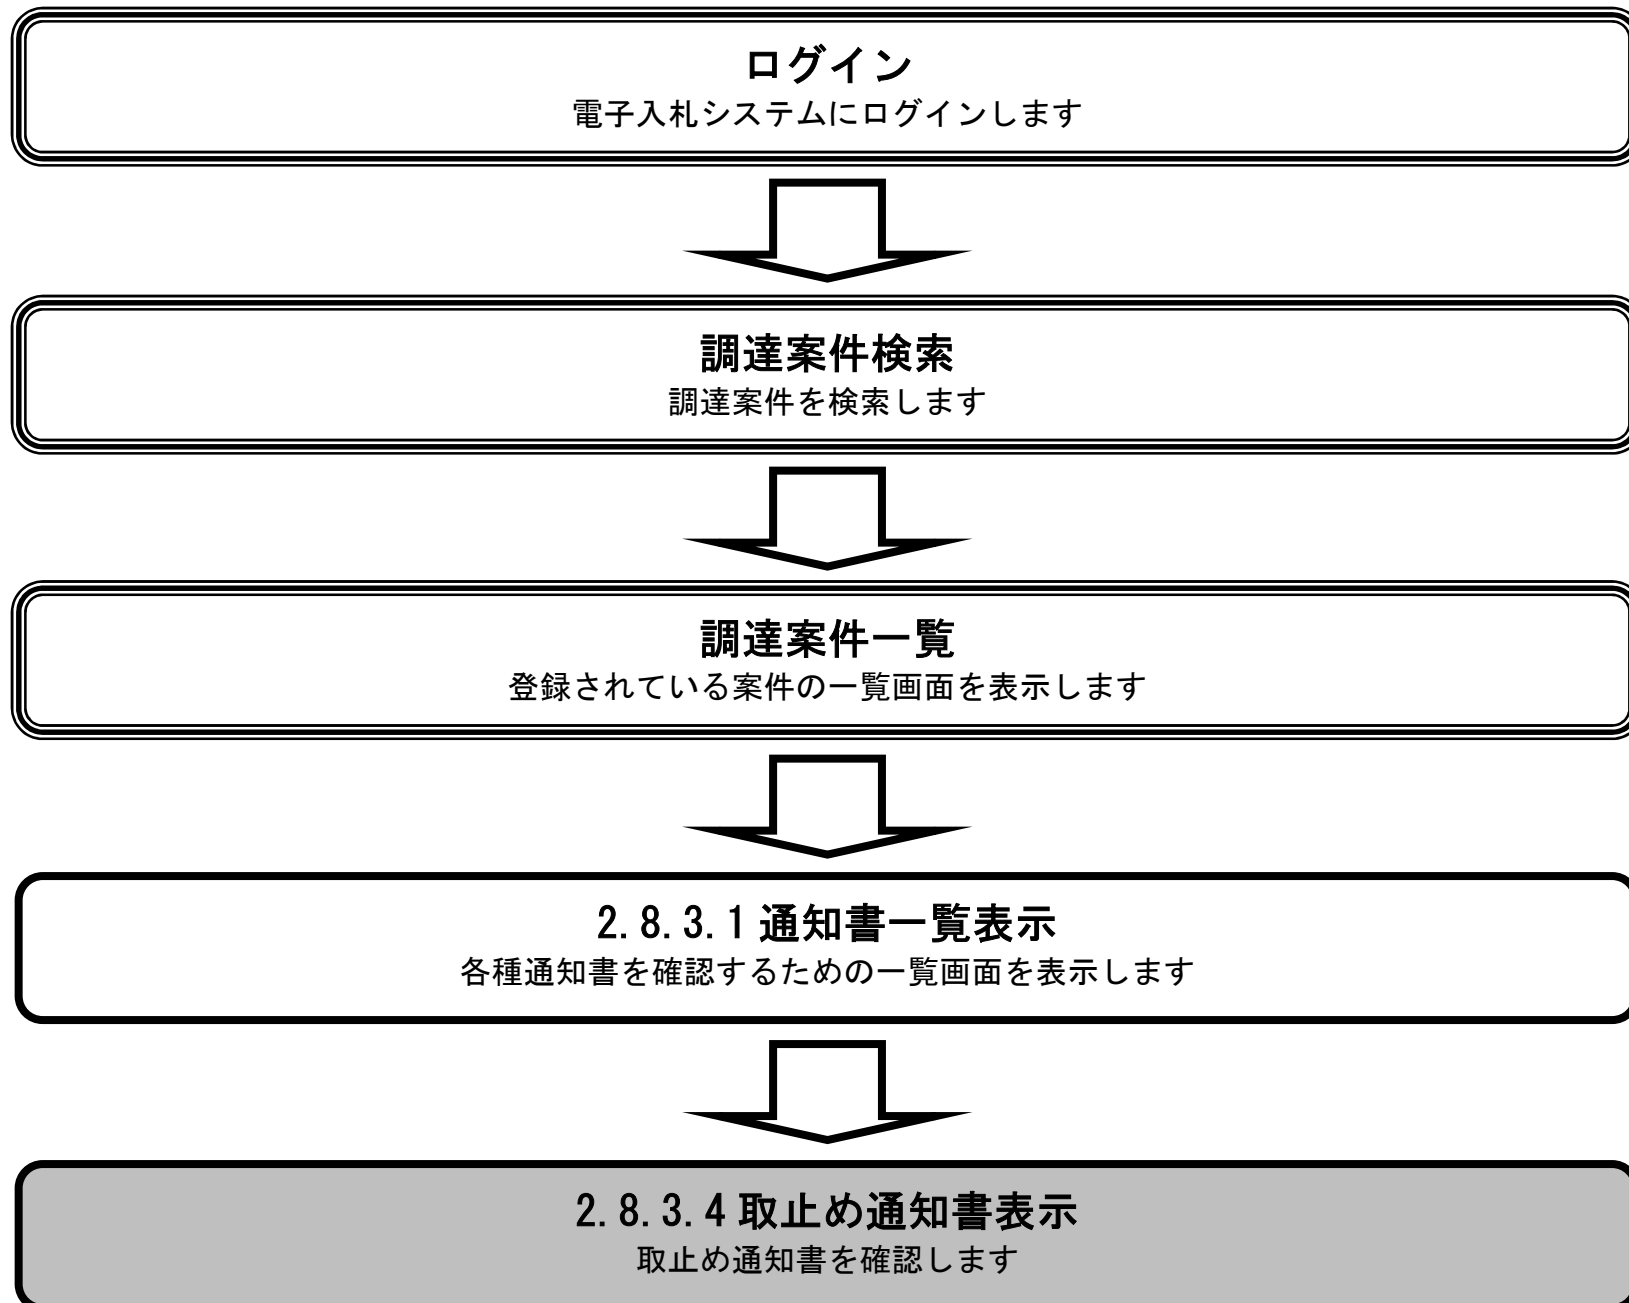 ログイン
電子入札システムにログインします
調達案件検索
調達案件を検索します
調達案件一覧
登録されている案件の一覧画面を表示します
2.8.3.1 通知書一覧表示
各種通知書を確認するための一覧画面を表示します
2.8.3.4 取止め通知書表示
取止め通知書を確認します